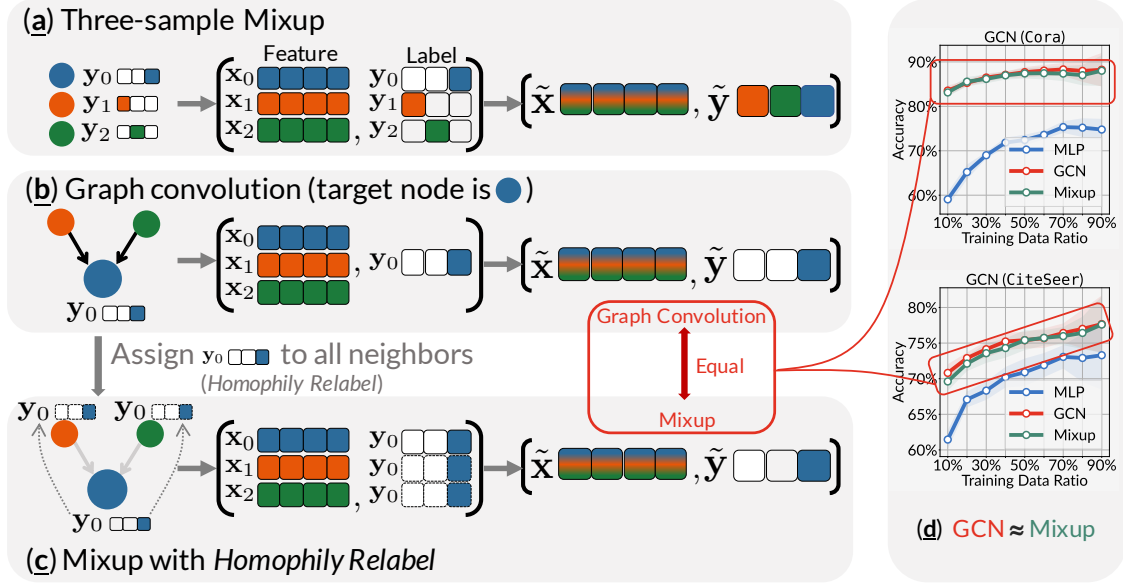 (a) Three-sample Mixup
Feature
Label
y0
y1
y2
x0
x1
x2
,
y0
y1
y2
x̃
, ỹ
(b) Graph convolution (target node is )
y0
x0
x1
x2
, y0
x̃
, ỹ
Assign y0 to all neighbors
(Homophily Relabel)
Graph Convolution
Equal
Mixup
y0
y0
y0
x0
x1
x2
,
y0
y0
y0
x̃
, ỹ
(c) Mixup with Homophily Relabel
GCN (Cora)
Accuracy
90%
80%
70%
60%
MLP
GCN
Mixup
10% 30% 50% 70% 90%
Training Data Ratio
GCN (CiteSeer)
Accuracy
80%
75%
70%
65%
60%
MLP
GCN
Mixup
10% 30% 50% 70% 90%
Training Data Ratio
(d) GCN ≈ Mixup